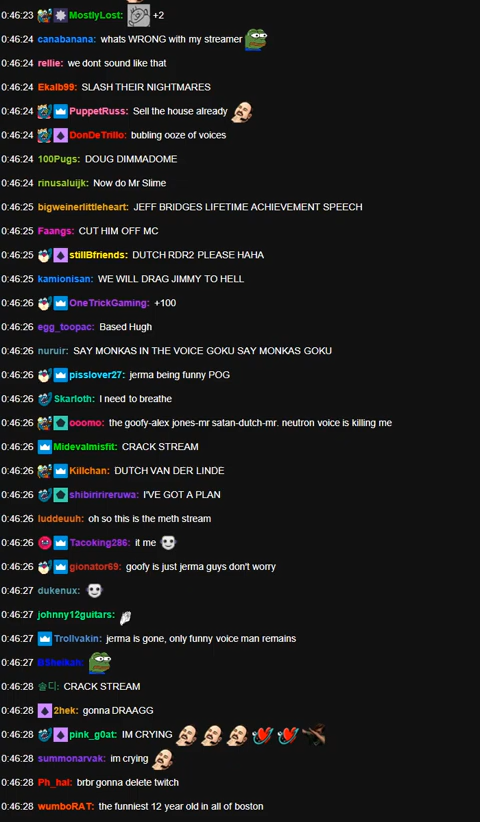 0:46:23 MostlyLost: +2
0:46:24 canabanana: whats WRONG with my streamer
0:46:24 rellie: we dont sound like that
0:46:24 Ekalb99: SLASH THEIR NIGHTMARES
0:46:24 PuppetRuss: Sell the house already
0:46:24 DonDeTrillo: bubling ooze of voices
0:46:24 100Pugs: DOUG DIMMADOME
0:46:24 rinusaluijk: Now do Mr Slime
0:46:25 bigweinerlittleheart: JEFF BRIDGES LIFETIME ACHIEVEMENT SPEECH
0:46:25 Faangs: CUT HIM OFF MC
0:46:25 stillBfriends: DUTCH RDR2 PLEASE HAHA
0:46:25 kamionisan: WE WILL DRAG JIMMY TO HELL
0:46:26 OneTrickGaming: +100
0:46:26 egg_toopac: Based Hugh
0:46:26 nuruir: SAY MONKAS IN THE VOICE GOKU SAY MONKAS GOKU
0:46:26 pisslover27: jerma being funny POG
0:46:26 Skarloth: I need to breathe
0:46:26 ooomo: the goofy-alex jones-mr satan-dutch-mr. neutron voice is killing me
0:46:26 Midevalmisfit: CRACK STREAM
0:46:26 Killchan: DUTCH VAN DER LINDE
0:46:26 shibiririreruwa: I'VE GOT A PLAN
0:46:26 luddeuuh: oh so this is the meth stream
0:46:26 Tacoking286: it me
0:46:26 gionator69: goofy is just jerma guys don't worry
0:46:27 dukenux:
0:46:27 johnny12guitars:
0:46:27 Trollvakin: jerma is gone, only funny voice man remains
0:46:27 DSheikah:
0:46:28 솔디: CRACK STREAM
0:46:28 2hek: gonna DRAAGG
0:46:28 pink_g0at: IM CRYING
0:46:28 summonarvak: im crying
0:46:28 Ph_hal: brbr gonna delete twitch
0:46:28 wumboRAT: the funniest 12 year old in all of boston